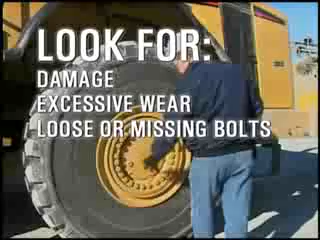 LOOK FOR:
DAMAGE
EXCESSIVE WEAR
LOOSE OR MISSING BOLTS